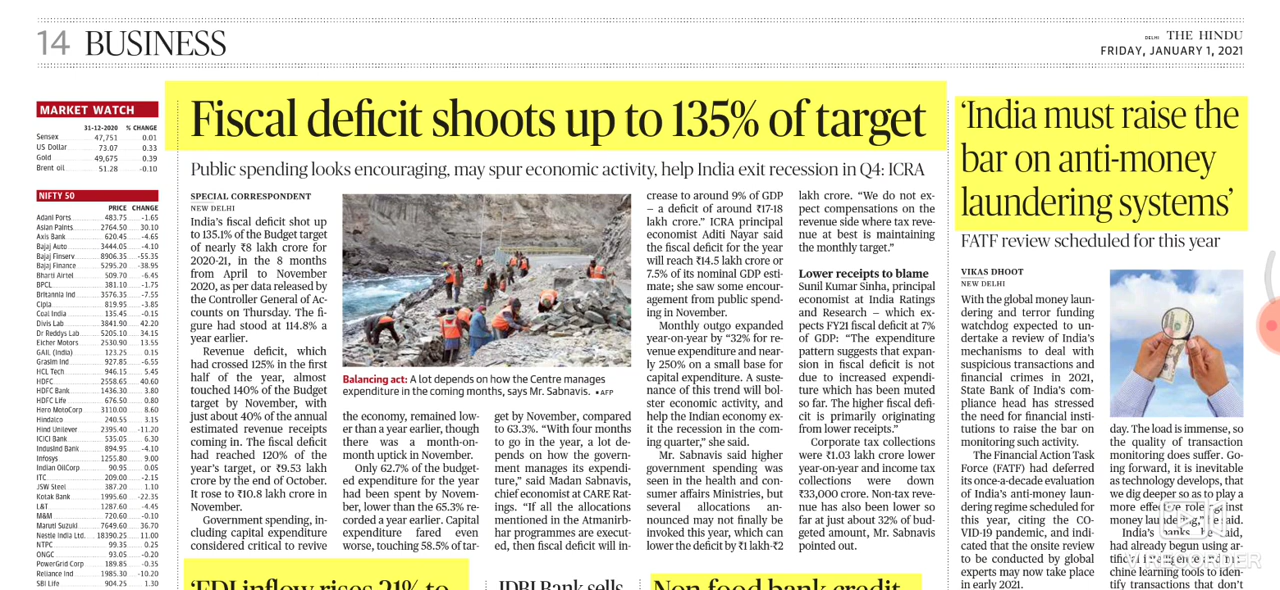 14 BUSINESS
DELHI THE HINDU
FRIDAY, JANUARY 1, 2021
MARKET WATCH
31-12-2020 % CHANGE
Sensex 47,751 0.01
US Dollar 73.07 0.33
Gold 49,675 0.39
Brent oil 51.28 -0.10
NIFTY 50
PRICE CHANGE
Adani Ports 483.75 -1.65
Asian Paints 2764.50 30.10
Axis Bank 620.45 -4.65
Bajaj Auto 3444.05 -4.10
Bajaj Finserv 8906.35 -55.35
Bajaj Finance 5295.20 -38.95
Bharti Airtel 509.70 -6.45
BPCL 381.10 -1.75
Britannia Ind 3576.35 -7.55
Cipla 819.95 -3.85
Coal India 135.45 -0.15
Divis Lab 3841.90 42.20
Dr Reddys Lab 5205.10 34.15
Eicher Motors 2530.90 13.55
GAIL (India) 123.25 0.15
Grasim Ind 927.85 -6.55
HCL Tech 946.15 5.45
HDFC 2558.65 40.60
HDFC Bank 1436.30 3.80
HDFC Life 676.50 0.80
Hero MotoCorp 3110.00 8.60
Hindalco 240.55 3.15
Hind Unilever 2395.40 -11.20
ICICI Bank 535.05 6.30
IndusInd Bank 894.95 -4.10
Infosys 1255.80 9.00
Indian OilCorp 90.95 0.05
ITC 209.00 -2.15
JSW Steel 387.20 1.10
Kotak Bank 1995.60 -22.35
L&T 1287.60 -4.45
M&M 720.60 -0.10
Maruti Suzuki 7649.60 36.70
Nestle India Ltd. 18390.25 11.00
NTPC 99.35 0.25
ONGC 93.05 -0.20
PowerGrid Corp 189.85 -0.35
Reliance Ind 1985.30 -10.20
SBI Life 904.25 1.30
Fiscal deficit shoots up to 135% of target
Public spending looks encouraging, may spur economic activity, help India exit recession in Q4: ICRA
SPECIAL CORRESPONDENT
NEW DELHI
India's fiscal deficit shot up
to 135.1% of the Budget target
of nearly ₹8 lakh crore for
2020-21, in the 8 months
from April to November
2020, as per data released by
the Controller General of Ac-
counts on Thursday. The fi-
gure had stood at 114.8% a
year earlier.
Revenue deficit, which
had crossed 125% in the first
half of the year, almost
touched 140% of the Budget
target by November, with
just about 40% of the annual
estimated revenue receipts
coming in. The fiscal deficit
had reached 120% of the
year's target, or ₹9.53 lakh
crore by the end of October.
It rose to ₹10.8 lakh crore in
November.
Government spending, in-
cluding capital expenditure
considered critical to revive
Balancing act: A lot depends on how the Centre manages
expenditure in the coming months, says Mr. Sabnavis. •AFP
the economy, remained low-
er than a year earlier, though
there was a month-on-
month uptick in November.
Only 62.7% of the budget-
ed expenditure for the year
had been spent by Novem-
ber, lower than the 65.3% re-
corded a year earlier. Capital
expenditure fared even
worse, touching 58.5% of tar-
get by November, compared
to 63.3%. “With four months
to go in the year, a lot de-
pends on how the govern-
ment manages its expendi-
ture,” said Madan Sabnavis,
chief economist at CARE Rat-
ings. “If all the allocations
mentioned in the Atmanirb-
har programmes are execut-
ed, then fiscal deficit will in-
crease to around 9% of GDP
– a deficit of around ₹17-18
lakh crore.” ICRA principal
economist Aditi Nayar said
the fiscal deficit for the year
will reach ₹14.5 lakh crore or
7.5% of its nominal GDP esti-
mate; she saw some encour-
agement from public spend-
ing in November.
Monthly outgo expanded
year-on-year by “32% for re-
venue expenditure and near-
ly 250% on a small base for
capital expenditure. A suste-
nance of this trend will bol-
ster economic activity, and
help the Indian economy ex-
it the recession in the com-
ing quarter,” she said.
Mr. Sabnavis said higher
government spending was
seen in the health and con-
sumer affairs Ministries, but
several allocations an-
nounced may not finally be
invoked this year, which can
lower the deficit by ₹1 lakh-₹2
lakh crore. “We do not ex-
pect compensations on the
revenue side where tax reve-
nue at best is maintaining
the monthly target.”
Lower receipts to blame
Sunil Kumar Sinha, principal
economist at India Ratings
and Research – which ex-
pects FY21 fiscal deficit at 7%
of GDP: “The expenditure
pattern suggests that expan-
sion in fiscal deficit is not
due to increased expendi-
ture which has been muted
so far. The higher fiscal defi-
cit is primarily originating
from lower receipts.”
Corporate tax collections
were ₹1.03 lakh crore lower
year-on-year and income tax
collections were down
₹33,000 crore. Non-tax reve-
nue has also been lower so
far at just about 32% of bud-
geted amount, Mr. Sabnavis
pointed out.
‘India must raise the
bar on anti-money
laundering systems’
FATF review scheduled for this year
VIKAS DHOOT
NEW DELHI
With the global money laun-
dering and terror funding
watchdog expected to un-
dertake a review of India's
mechanisms to deal with
suspicious transactions and
financial crimes in 2021,
State Bank of India's com-
pliance head has stressed
the need for financial insti-
tutions to raise the bar on
monitoring such activity.
The Financial Action Task
Force (FATF) had deferred
its once-a-decade evaluation
of India's anti-money laun-
dering regime scheduled for
this year, citing the CO-
VID-19 pandemic, and indi-
cated that the onsite review
to be conducted by global
experts may now take place
in early 2021.
day. The load is immense, so
the quality of transaction
monitoring does suffer. Go-
ing forward, it is inevitable
as technology develops, that
we dig deeper so as to play a
more effective role against
money laundering,” said.
India's banks, said,
had already begun using ar-
tific
chine learning tools to iden-
tify transactions that don't
VIRECORDER
‘FDI inflow rises 21% to
IDBI Bank sells
Non-food bank credit